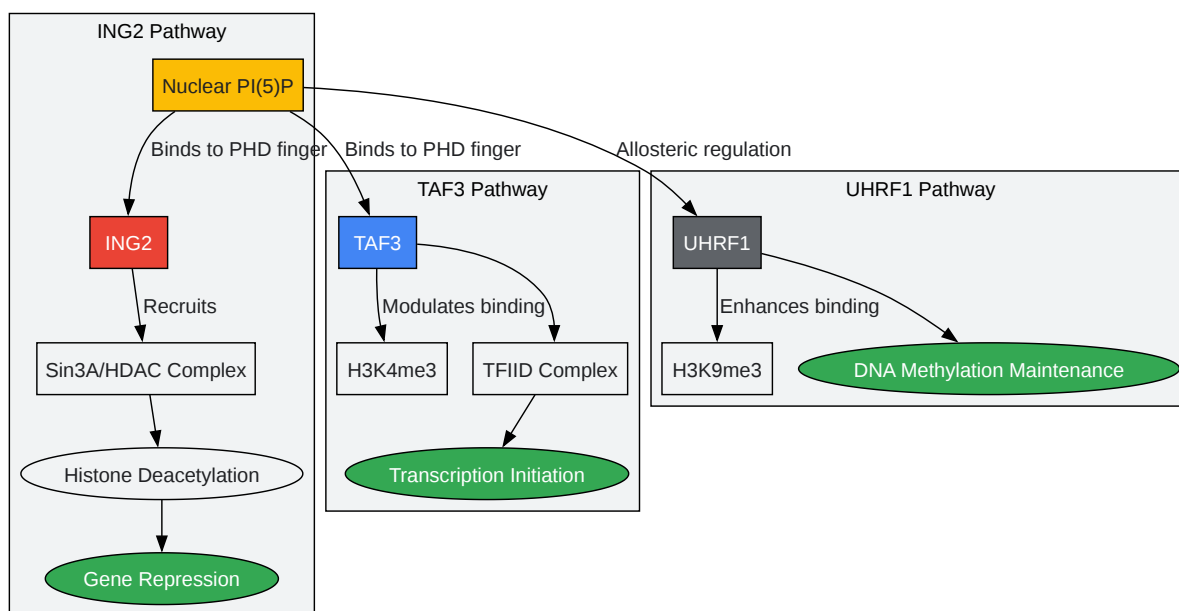 ING2 Pathway
Nuclear PI(5)P
Binds to PHD finger
Binds to PHD finger
Allosteric regulation
TAF3 Pathway
UHRF1 Pathway
ING2
TAF3
UHRF1
Recruits
Modulates binding
Enhances binding
Sin3A/HDAC Complex
H3K4me3
TFIID Complex
H3K9me3
DNA Methylation Maintenance
Histone Deacetylation
Transcription Initiation
Gene Repression